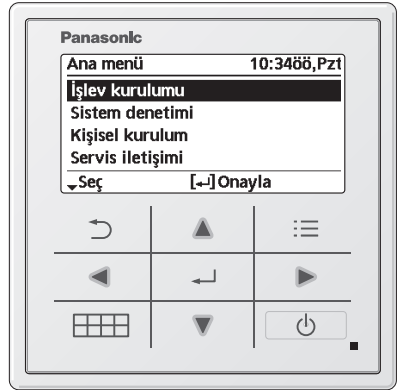 Panasonic
Ana menü 10:34öö,Pzt
İşlev kurulumu
Sistem denetimi
Kişisel kurulum
Servis iletişimi
Seç [↵]Onayla